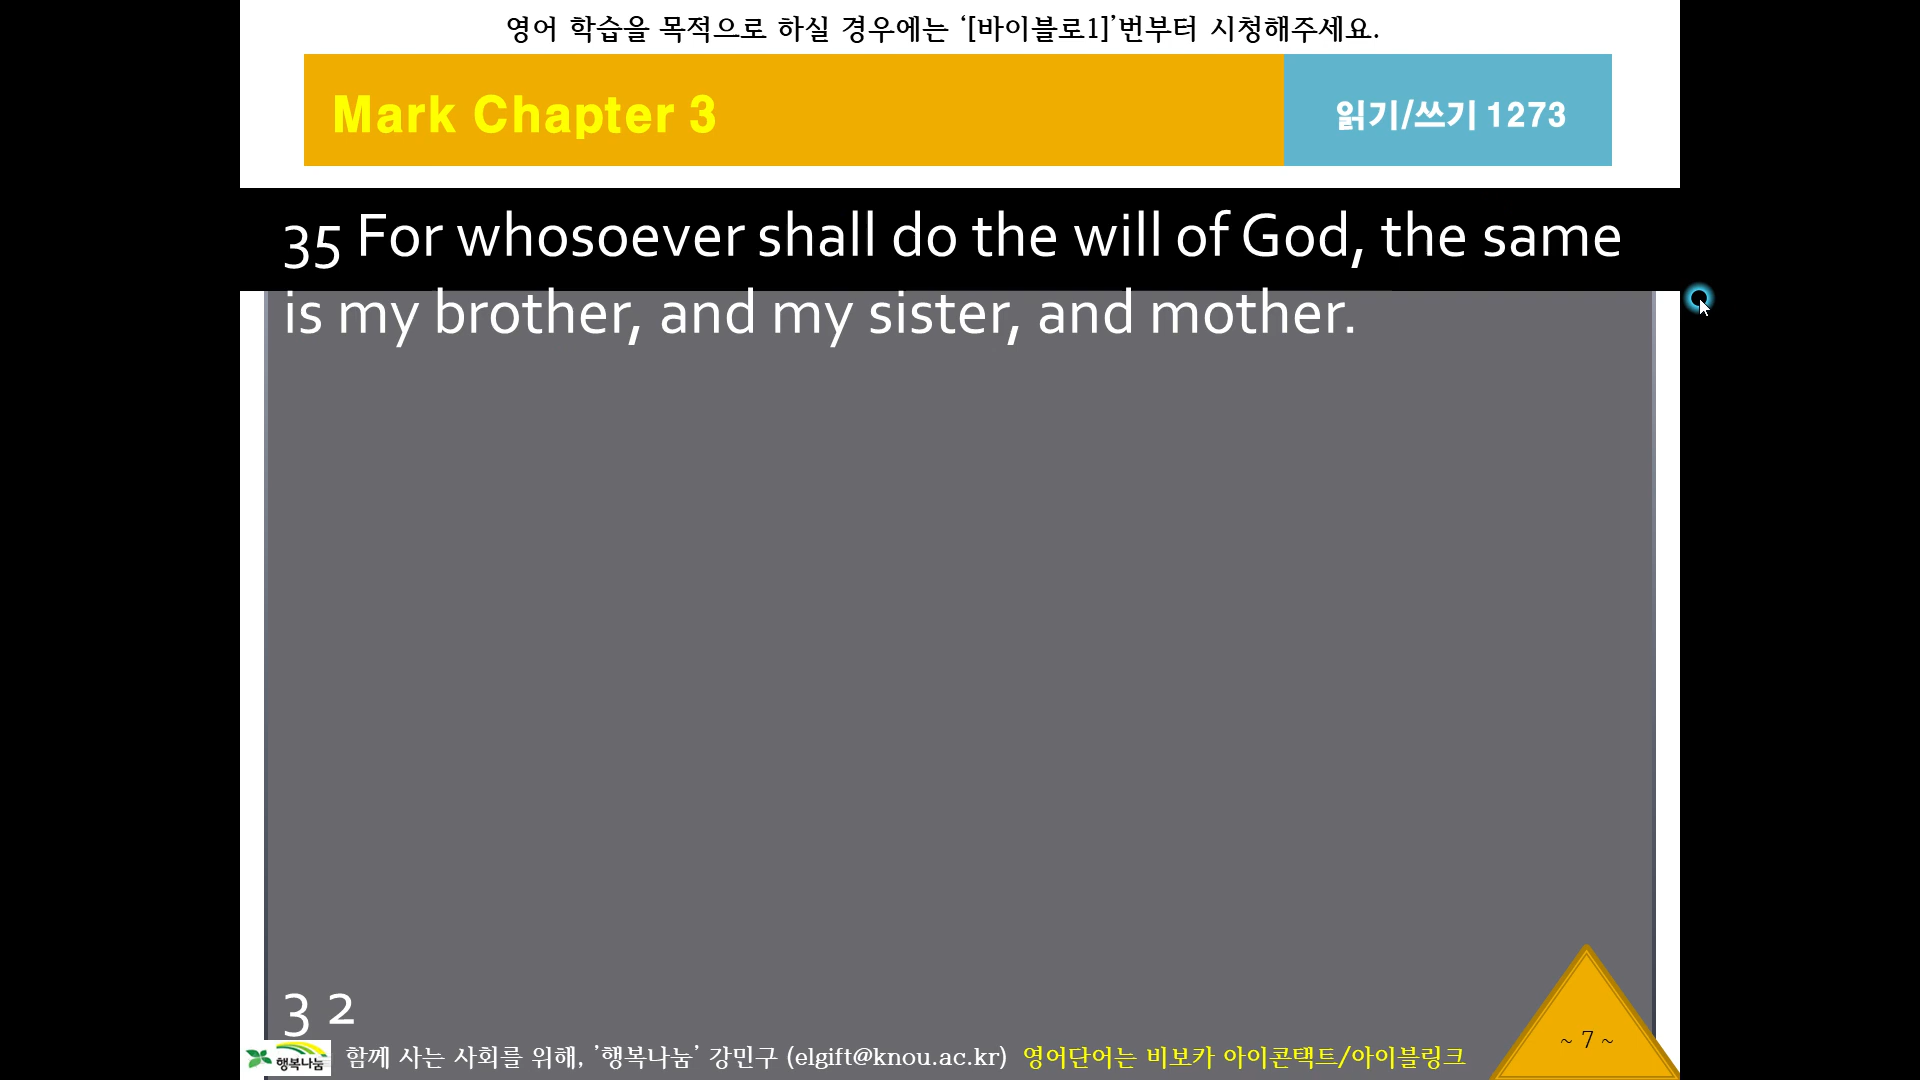 영어 학습을 목적으로 하실 경우에는 ‘[바이블로1]’번부터 시청해주세요.
Mark Chapter 3
읽기/쓰기 1273
35 For whosoever shall do the will of God, the same
is my brother, and my sister, and mother.
3 2
행복나눔
함께 사는 사회를 위해, ’행복나눔’ 강민구 (elgift@knou.ac.kr) 영어단어는 비보카 아이콘택트/아이블링크
~ 7 ~